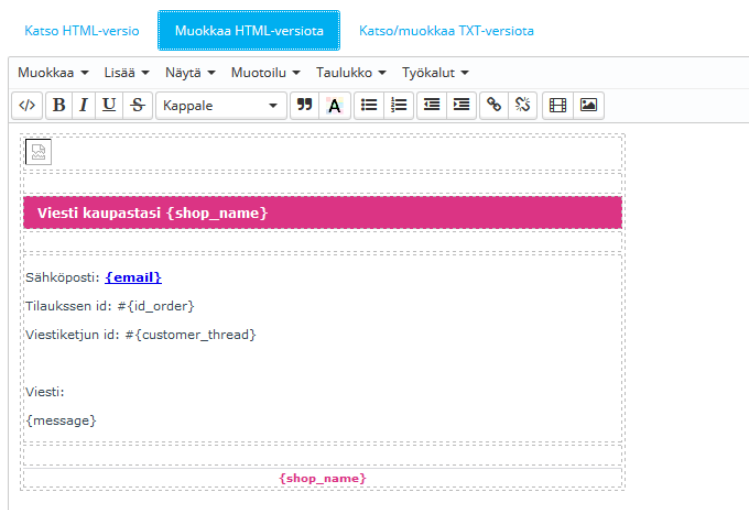 Katso HTML-versio Muokkaa HTML-versiota Katso/muokkaa TXT-versiota
Muokkaa Lisää Näytä Muotoilu Taulukko Työkalut
</> B I U S Kappale A
Viesti kaupastasi {shop_name}
Sähköposti: {email}
Tilaukssen id: #{id_order}
Viestiketjun id: #{customer_thread}
Viesti:
{message}
{shop_name}